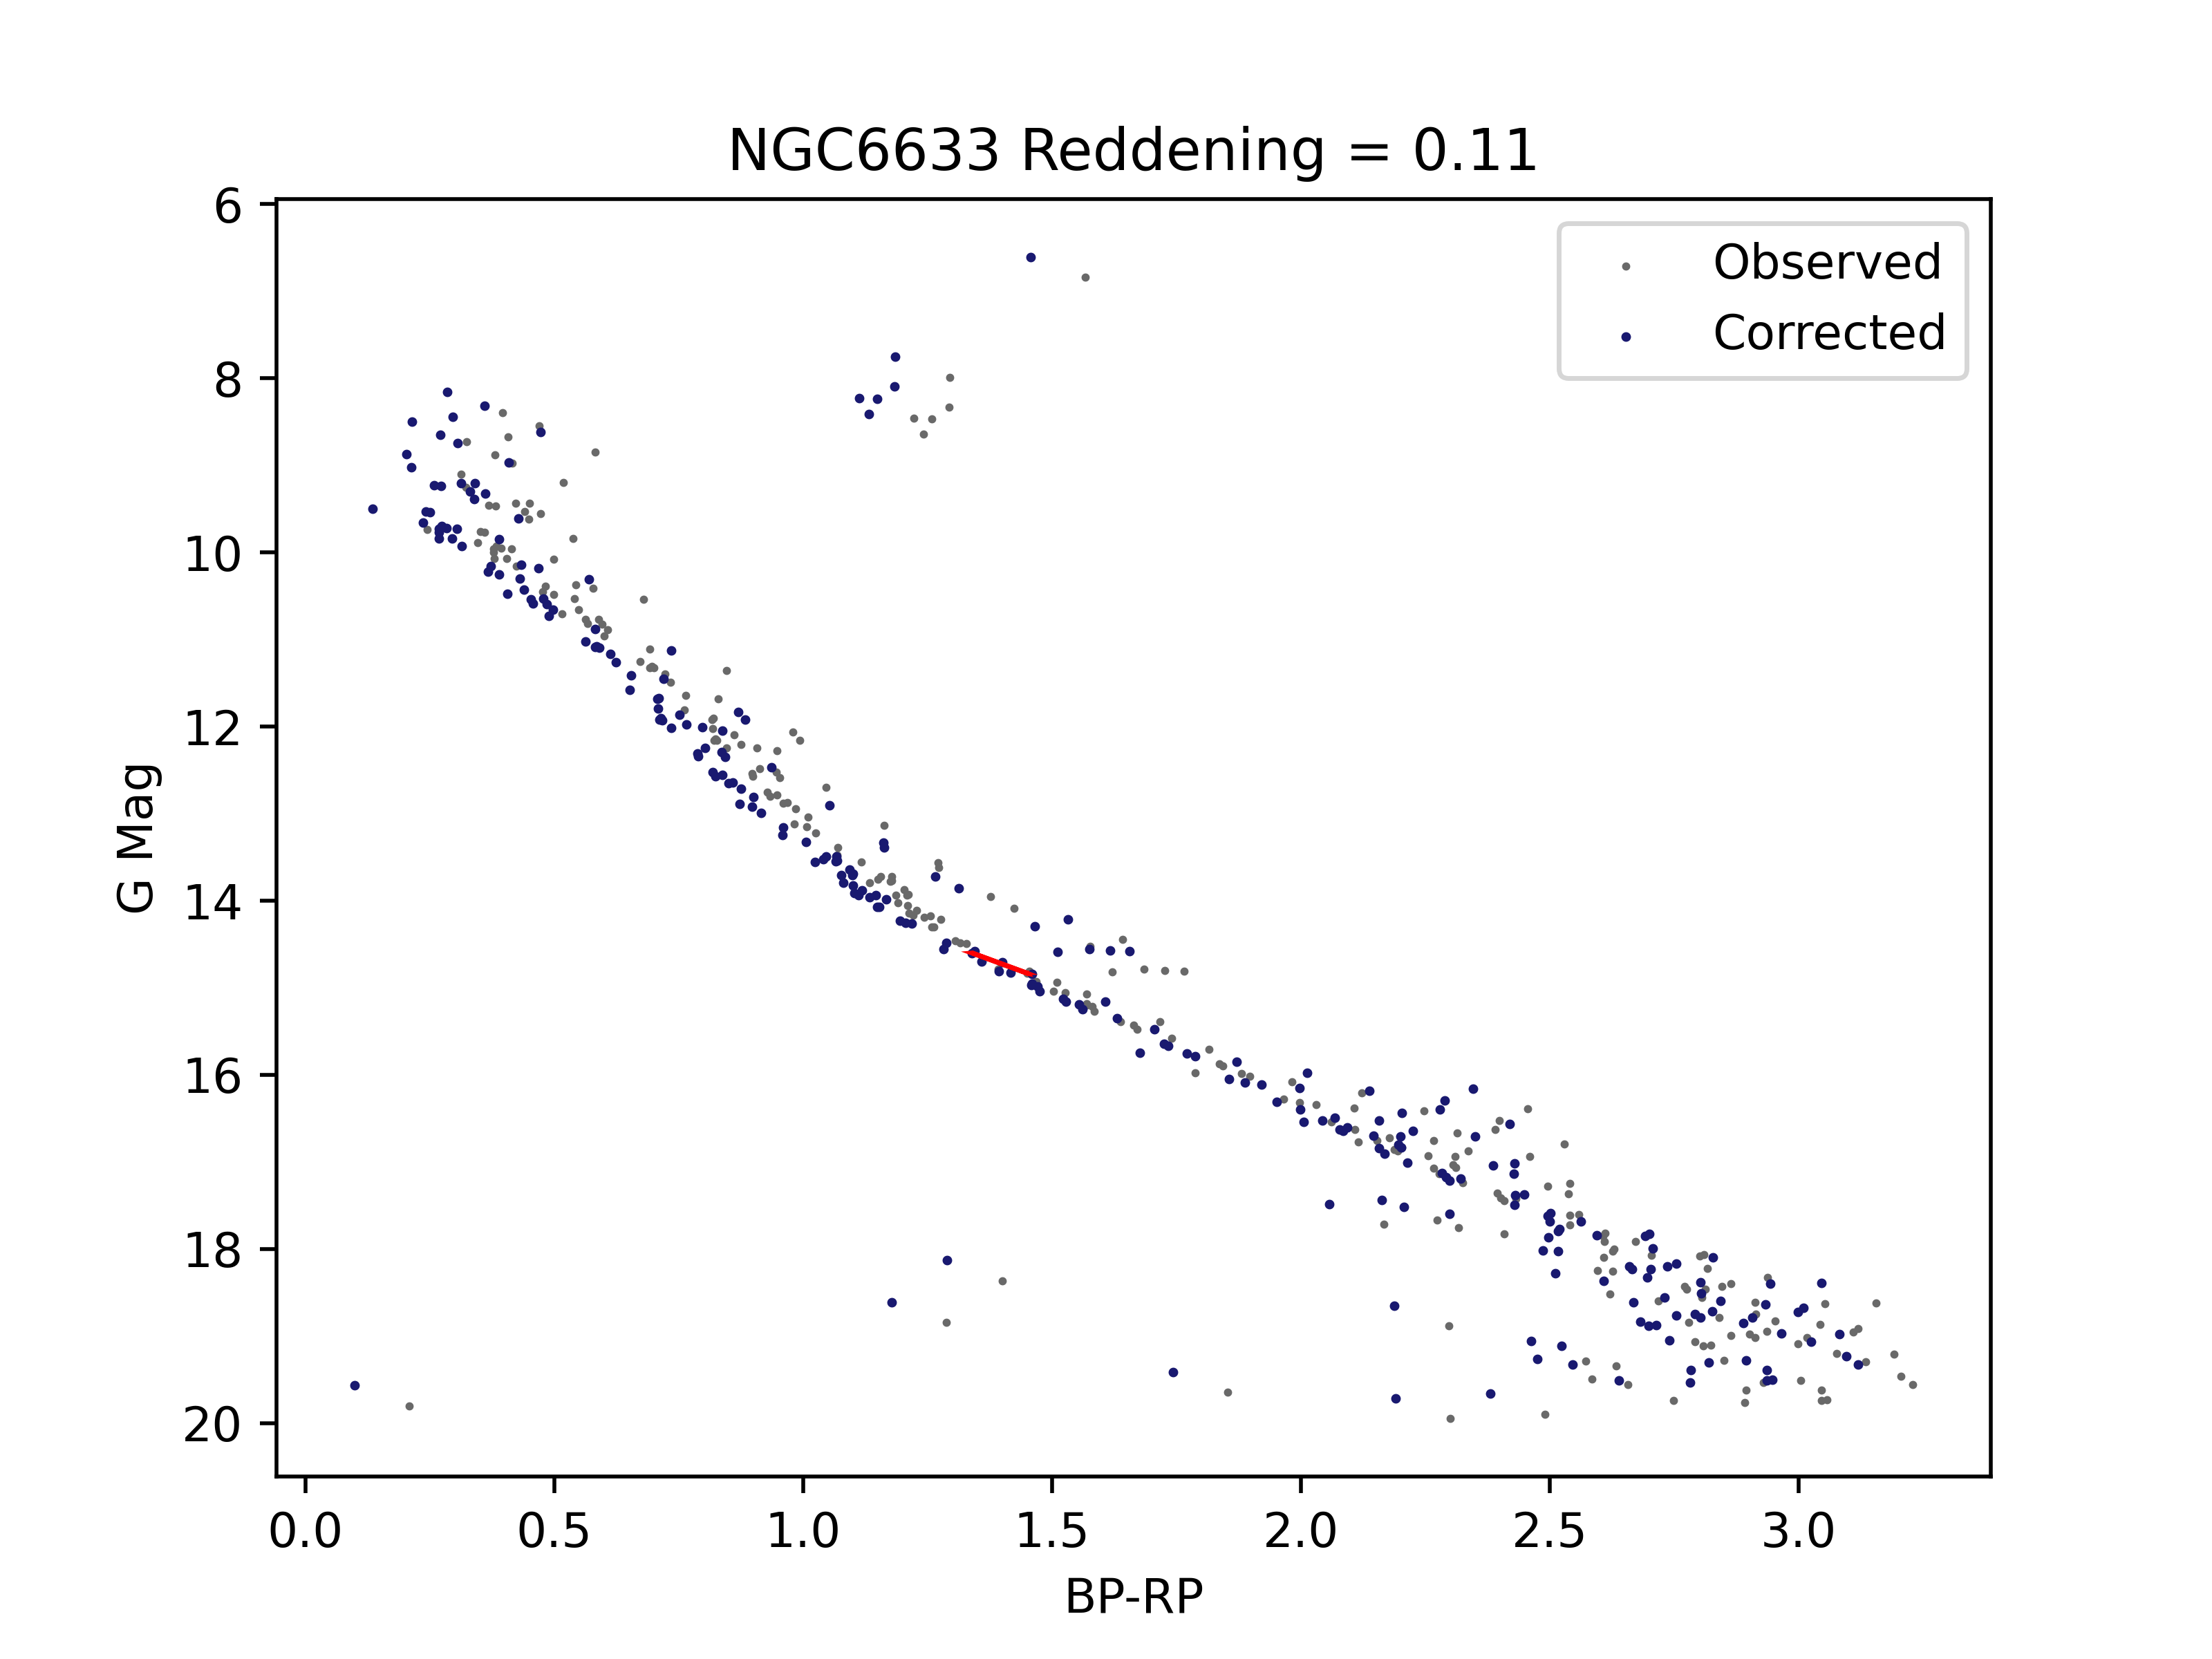 NGC6633 Reddening = 0.11
Observed
Corrected
6
8
10
12
14
16
18
20
G Mag
0.0 0.5 1.0 1.5 2.0 2.5 3.0
BP-RP